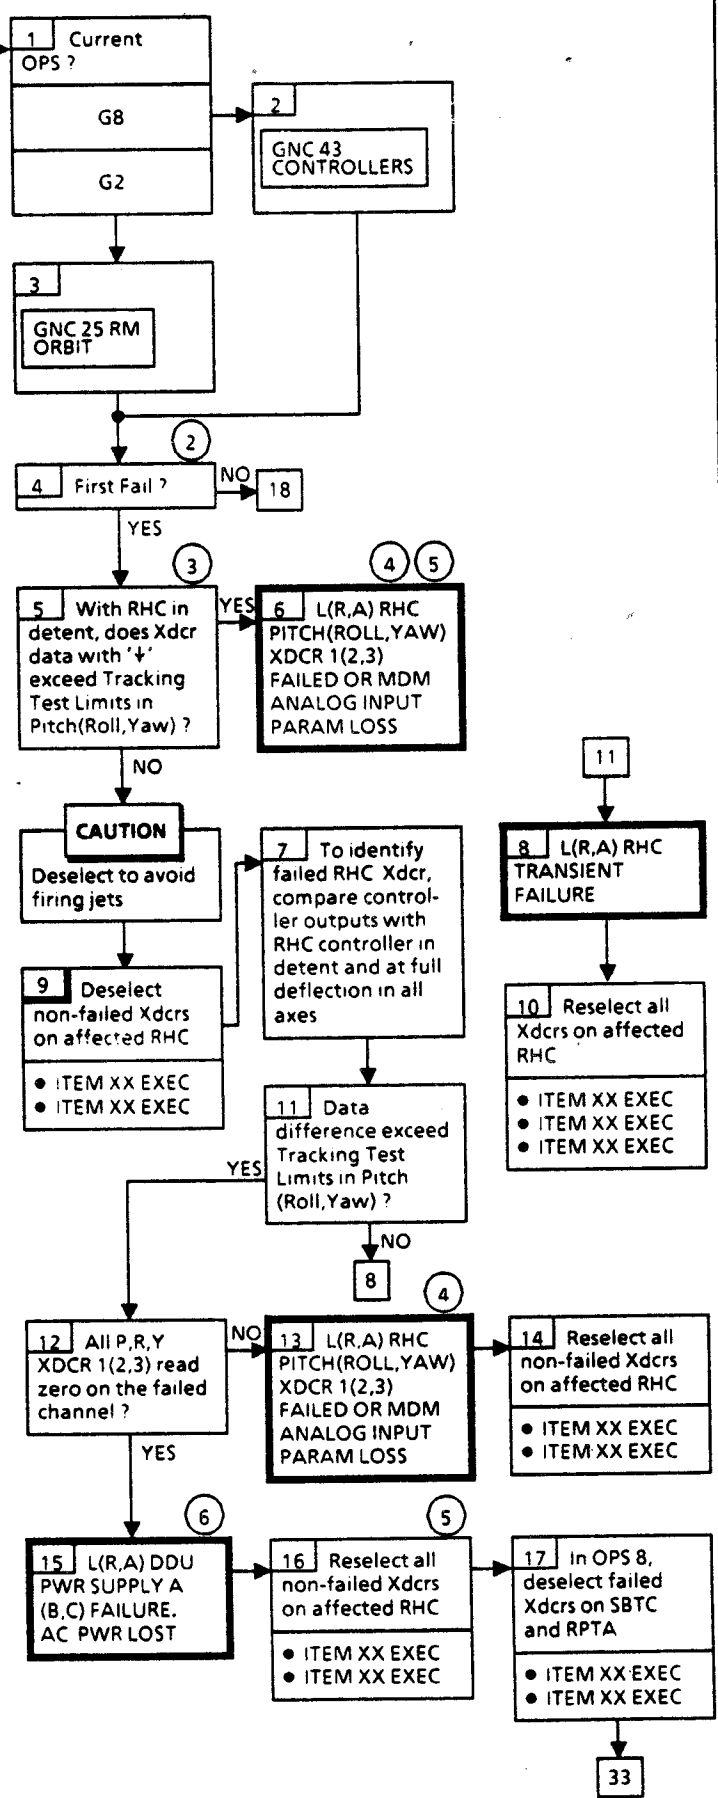 1 Current
OPS ?
G8
G2
2
GNC 43
CONTROLLERS
3
GNC 25 RM
ORBIT
2
4 First Fail ?
NO
18
YES
3
5 With RHC in
detent, does Xdcr
data with '↓'
exceed Tracking
Test Limits in
Pitch(Roll,Yaw) ?
YES
4 5
6 L(R,A) RHC
PITCH(ROLL,YAW)
XDCR 1(2,3)
FAILED OR MDM
ANALOG INPUT
PARAM LOSS
NO
CAUTION
Deselect to avoid
firing jets
9 Deselect
non-failed Xdcrs
on affected RHC
● ITEM XX EXEC
● ITEM XX EXEC
7 To identify
failed RHC Xdcr,
compare control-
ler outputs with
RHC controller in
detent and at full
deflection in all
axes
11
8 L(R,A) RHC
TRANSIENT
FAILURE
10 Reselect all
Xdcrs on affected
RHC
● ITEM XX EXEC
● ITEM XX EXEC
● ITEM XX EXEC
11 Data
difference exceed
Tracking Test
Limits in Pitch
(Roll,Yaw) ?
YES
NO
8
12 All P,R,Y
XDCR 1(2,3) read
zero on the failed
channel ?
NO
4
13 L(R,A) RHC
PITCH(ROLL,YAW)
XDCR 1(2,3)
FAILED OR MDM
ANALOG INPUT
PARAM LOSS
14 Reselect all
non-failed Xdcrs
on affected RHC
● ITEM XX EXEC
● ITEM XX EXEC
YES
6
15 L(R,A) DDU
PWR SUPPLY A
(B,C) FAILURE.
AC PWR LOST
5
16 Reselect all
non-failed Xdcrs
on affected RHC
● ITEM XX EXEC
● ITEM XX EXEC
17 In OPS 8,
deselect failed
Xdcrs on SBTC
and RPTA
● ITEM XX EXEC
● ITEM XX EXEC
33